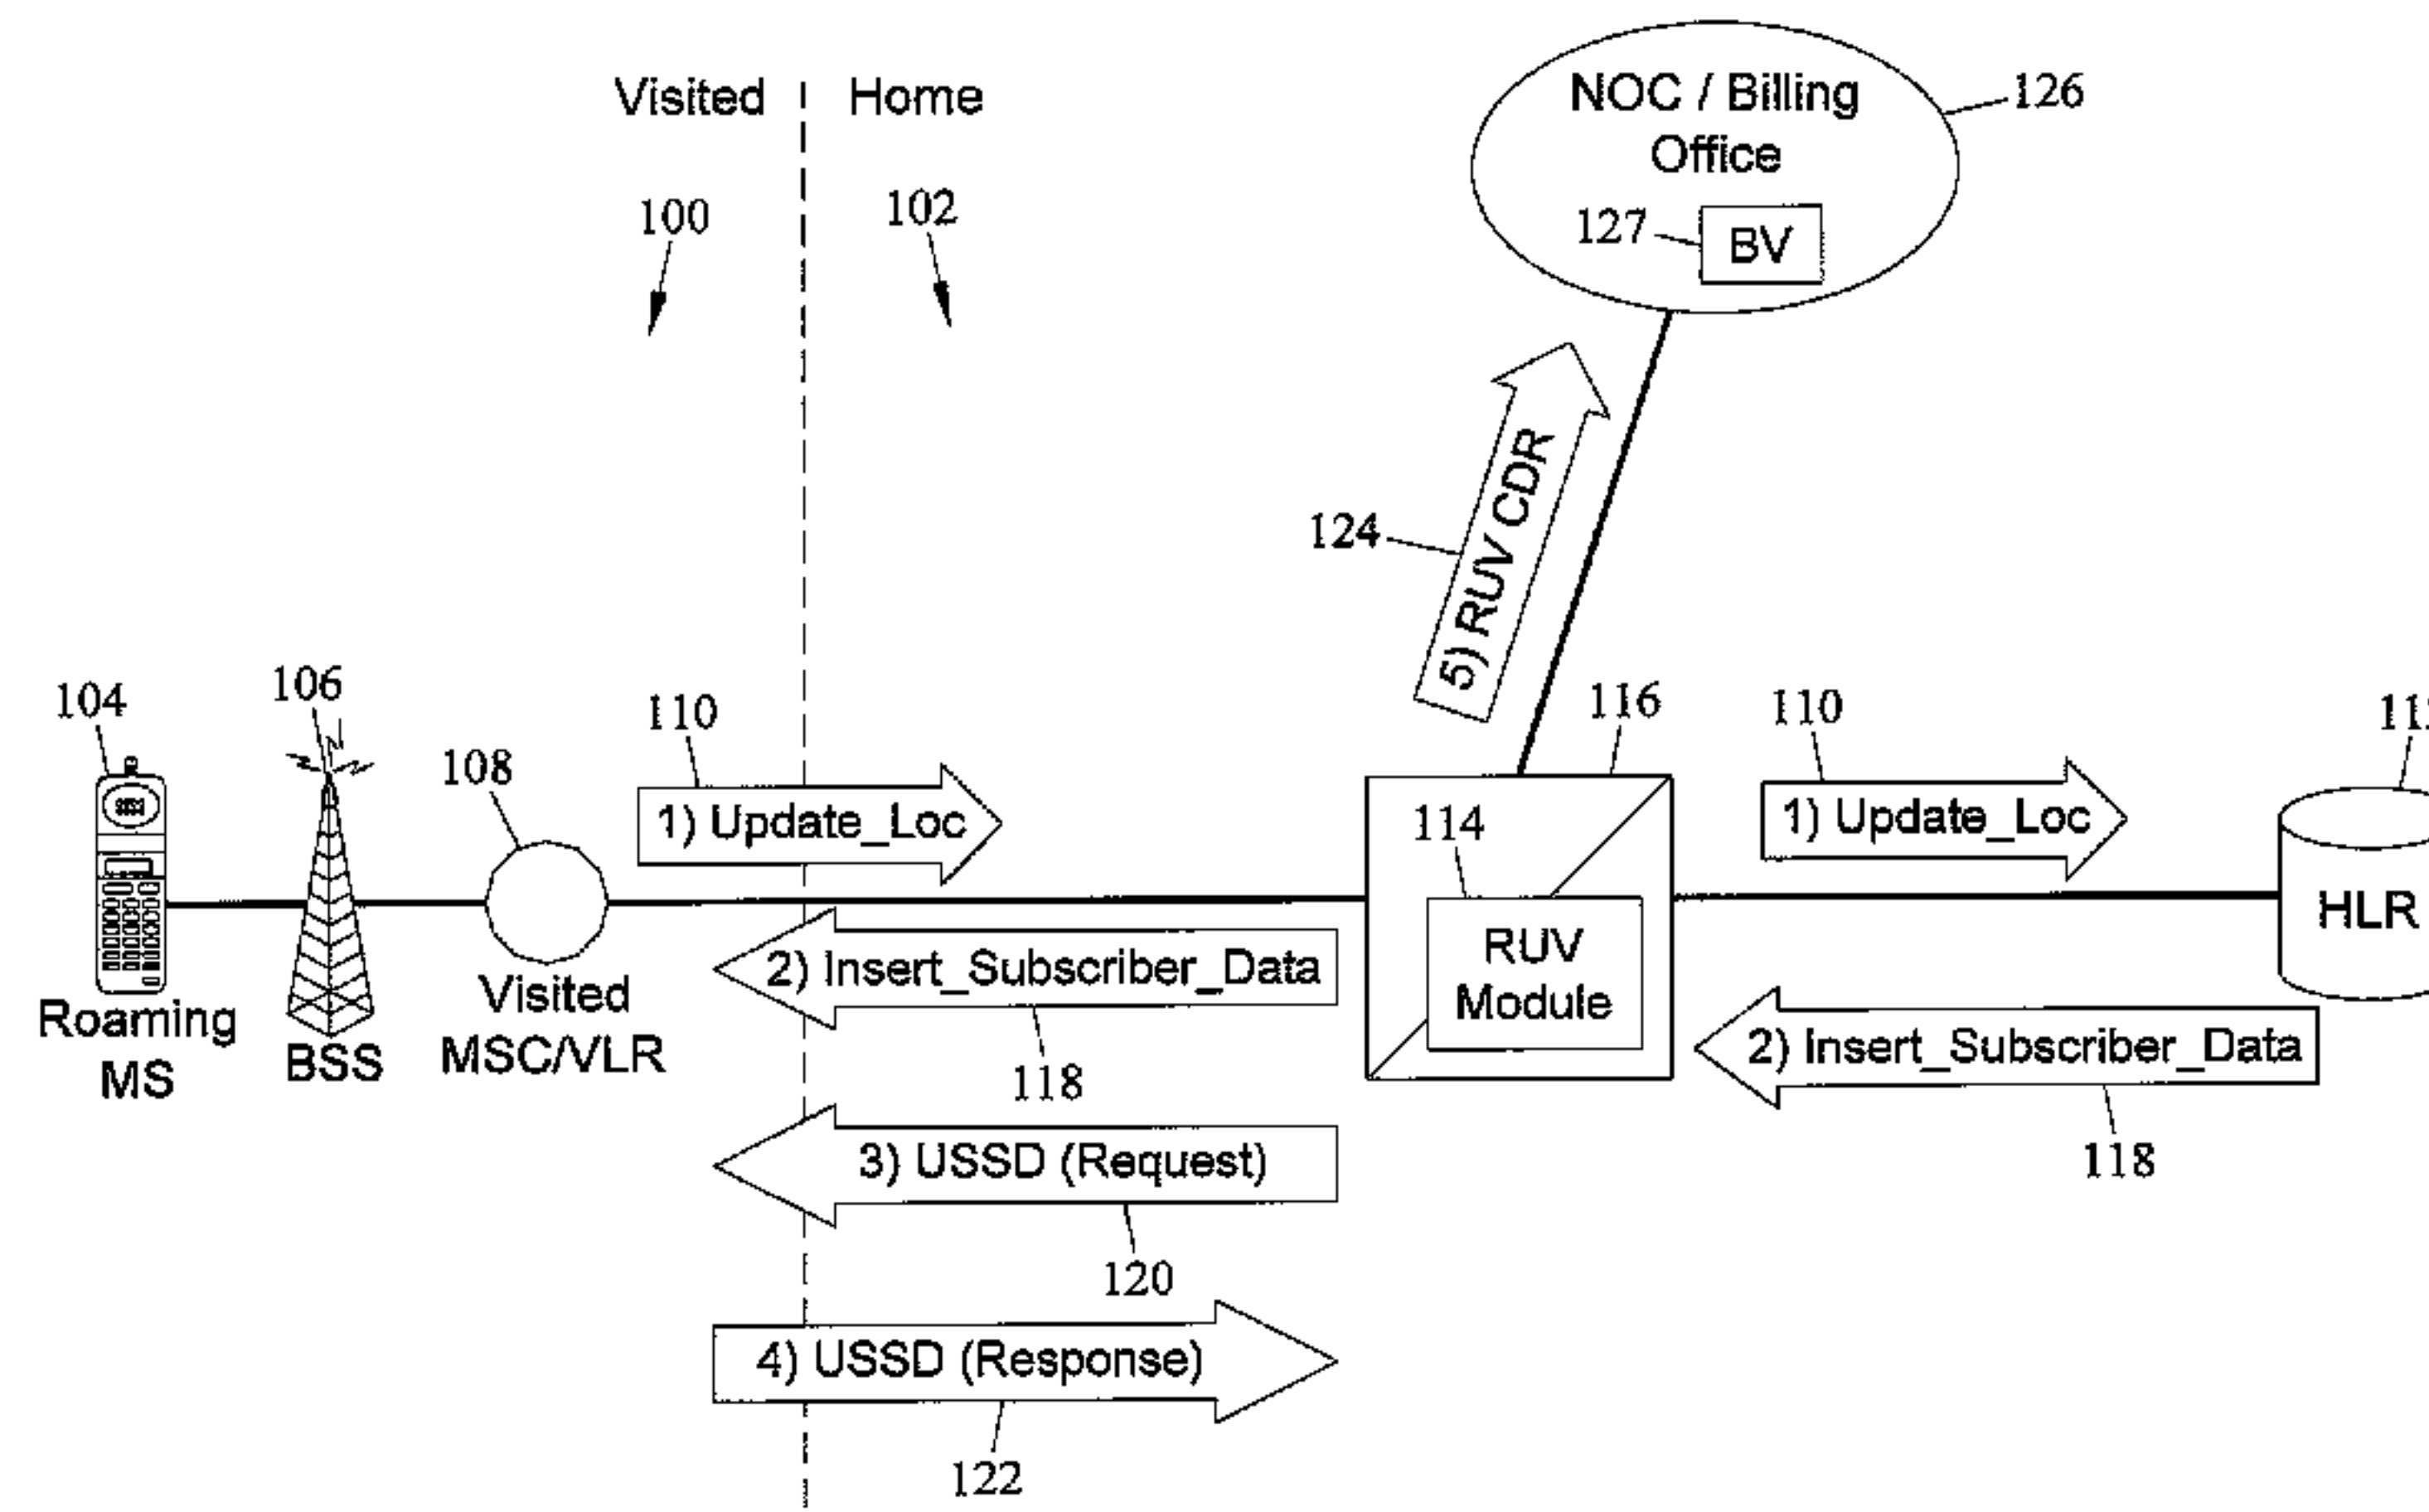 Visited
Home
NOC / Billing
Office
126
127
BV
100
102
124
5) RUV CDR
104
106
108
110
1) Update_Loc
116
110
1) Update_Loc
114
RUV
Module
HLR
Roaming
MS
BSS
Visited
MSC/VLR
2) Insert_Subscriber_Data
118
2) Insert_Subscriber_Data
118
3) USSD (Request)
120
4) USSD (Response)
122